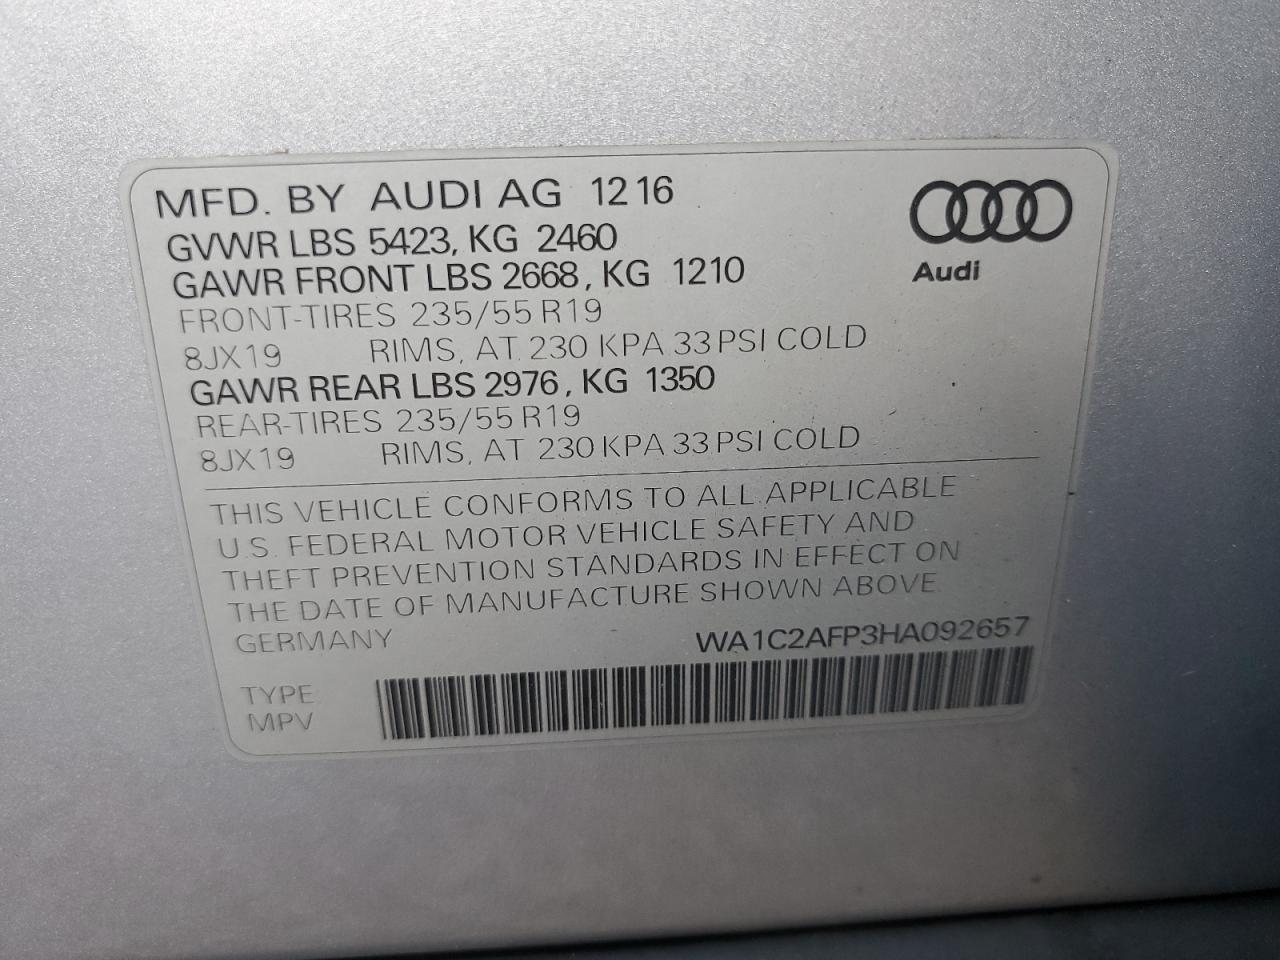 MFD. BY AUDI AG 12 16
GVWR LBS 5423, KG 2460
GAWR FRONT LBS 2668, KG 1210
FRONT-TIRES 235/55 R19
8JX19 RIMS, AT 230 KPA 33 PSI COLD
GAWR REAR LBS 2976, KG 1350
REAR-TIRES 235/55 R19
8JX19 RIMS, AT 230 KPA 33 PSI COLD
Audi
THIS VEHICLE CONFORMS TO ALL APPLICABLE
U.S. FEDERAL MOTOR VEHICLE SAFETY AND
THEFT PREVENTION STANDARDS IN EFFECT ON
THE DATE OF MANUFACTURE SHOWN ABOVE.
GERMANY WA1C2AFP3HA092657
TYPE
MPV